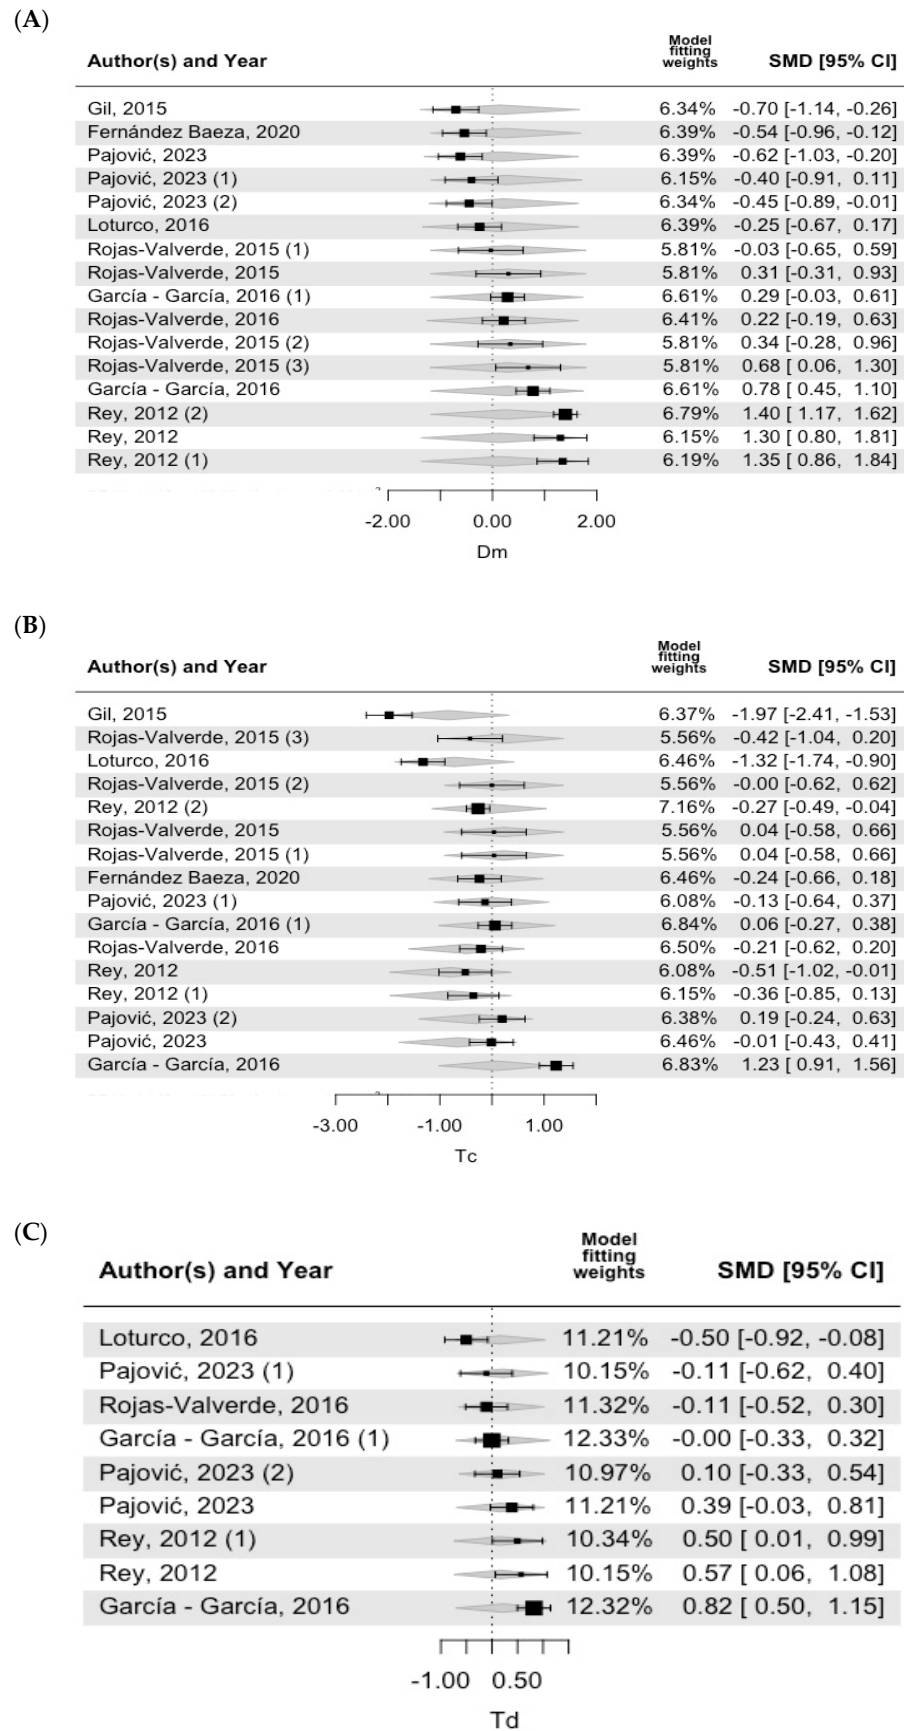 (A)
Author(s) and Year Model fitting weights SMD [95% CI]
Gil, 2015 6.34% -0.70 [-1.14, -0.26]
Fernández Baeza, 2020 6.39% -0.54 [-0.96, -0.12]
Pajović, 2023 6.39% -0.62 [-1.03, -0.20]
Pajović, 2023 (1) 6.15% -0.40 [-0.91, 0.11]
Pajović, 2023 (2) 6.34% -0.45 [-0.89, -0.01]
Loturco, 2016 6.39% -0.25 [-0.67, 0.17]
Rojas-Valverde, 2015 (1) 5.81% -0.03 [-0.65, 0.59]
Rojas-Valverde, 2015 5.81% 0.31 [-0.31, 0.93]
García - García, 2016 (1) 6.61% 0.29 [-0.03, 0.61]
Rojas-Valverde, 2016 6.41% 0.22 [-0.19, 0.63]
Rojas-Valverde, 2015 (2) 5.81% 0.34 [-0.28, 0.96]
Rojas-Valverde, 2015 (3) 5.81% 0.68 [ 0.06, 1.30]
García - García, 2016 6.61% 0.78 [ 0.45, 1.10]
Rey, 2012 (2) 6.79% 1.40 [ 1.17, 1.62]
Rey, 2012 6.15% 1.30 [ 0.80, 1.81]
Rey, 2012 (1) 6.19% 1.35 [ 0.86, 1.84]
-2.00 0.00 2.00
Dm
(B)
Author(s) and Year Model fitting weights SMD [95% CI]
Gil, 2015 6.37% -1.97 [-2.41, -1.53]
Rojas-Valverde, 2015 (3) 5.56% -0.42 [-1.04, 0.20]
Loturco, 2016 6.46% -1.32 [-1.74, -0.90]
Rojas-Valverde, 2015 (2) 5.56% -0.00 [-0.62, 0.62]
Rey, 2012 (2) 7.16% -0.27 [-0.49, -0.04]
Rojas-Valverde, 2015 5.56% 0.04 [-0.58, 0.66]
Rojas-Valverde, 2015 (1) 5.56% 0.04 [-0.58, 0.66]
Fernández Baeza, 2020 6.46% -0.24 [-0.66, 0.18]
Pajović, 2023 (1) 6.08% -0.13 [-0.64, 0.37]
García - García, 2016 (1) 6.84% 0.06 [-0.27, 0.38]
Rojas-Valverde, 2016 6.50% -0.21 [-0.62, 0.20]
Rey, 2012 6.08% -0.51 [-1.02, -0.01]
Rey, 2012 (1) 6.15% -0.36 [-0.85, 0.13]
Pajović, 2023 (2) 6.38% 0.19 [-0.24, 0.63]
Pajović, 2023 6.46% -0.01 [-0.43, 0.41]
García - García, 2016 6.83% 1.23 [ 0.91, 1.56]
-3.00 -1.00 1.00
Tc
(C)
Author(s) and Year Model fitting weights SMD [95% CI]
Loturco, 2016 11.21% -0.50 [-0.92, -0.08]
Pajović, 2023 (1) 10.15% -0.11 [-0.62, 0.40]
Rojas-Valverde, 2016 11.32% -0.11 [-0.52, 0.30]
García - García, 2016 (1) 12.33% -0.00 [-0.33, 0.32]
Pajović, 2023 (2) 10.97% 0.10 [-0.33, 0.54]
Pajović, 2023 11.21% 0.39 [-0.03, 0.81]
Rey, 2012 (1) 10.34% 0.50 [ 0.01, 0.99]
Rey, 2012 10.15% 0.57 [ 0.06, 1.08]
García - García, 2016 12.32% 0.82 [ 0.50, 1.15]
-1.00 0.50
Td